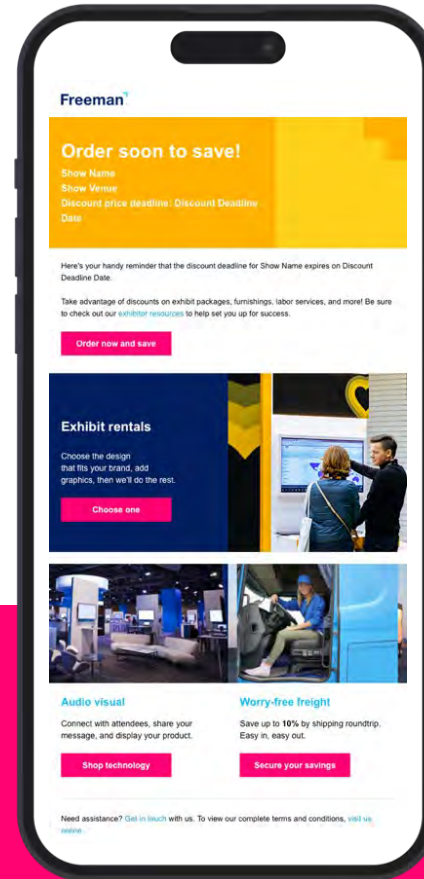 Freeman
Order soon to save!
Show Name
Show Venue
Discount price deadline: Discount Deadline
Date
Here's your handy reminder that the discount deadline for Show Name expires on Discount
Deadline Date.
Take advantage of discounts on exhibit packages, furnishings, labor services, and more! Be sure
to check out our exhibitor resources to help set you up for success.
Order now and save
Exhibit rentals
Choose the design
that fits your brand, add
graphics, then we'll do the rest.
Choose one
Audio visual
Connect with attendees, share your
message, and display your product.
Shop technology
Worry-free freight
Save up to 10% by shipping roundtrip.
Easy in, easy out.
Secure your savings
Need assistance? Get in touch with us. To view our complete terms and conditions, visit us
online.